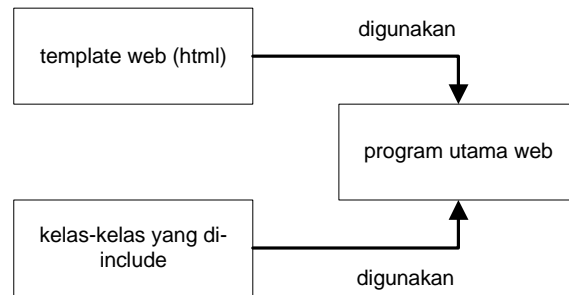 digunakan
template web (html)
program utama web
kelas-kelas yang di-
include
digunakan